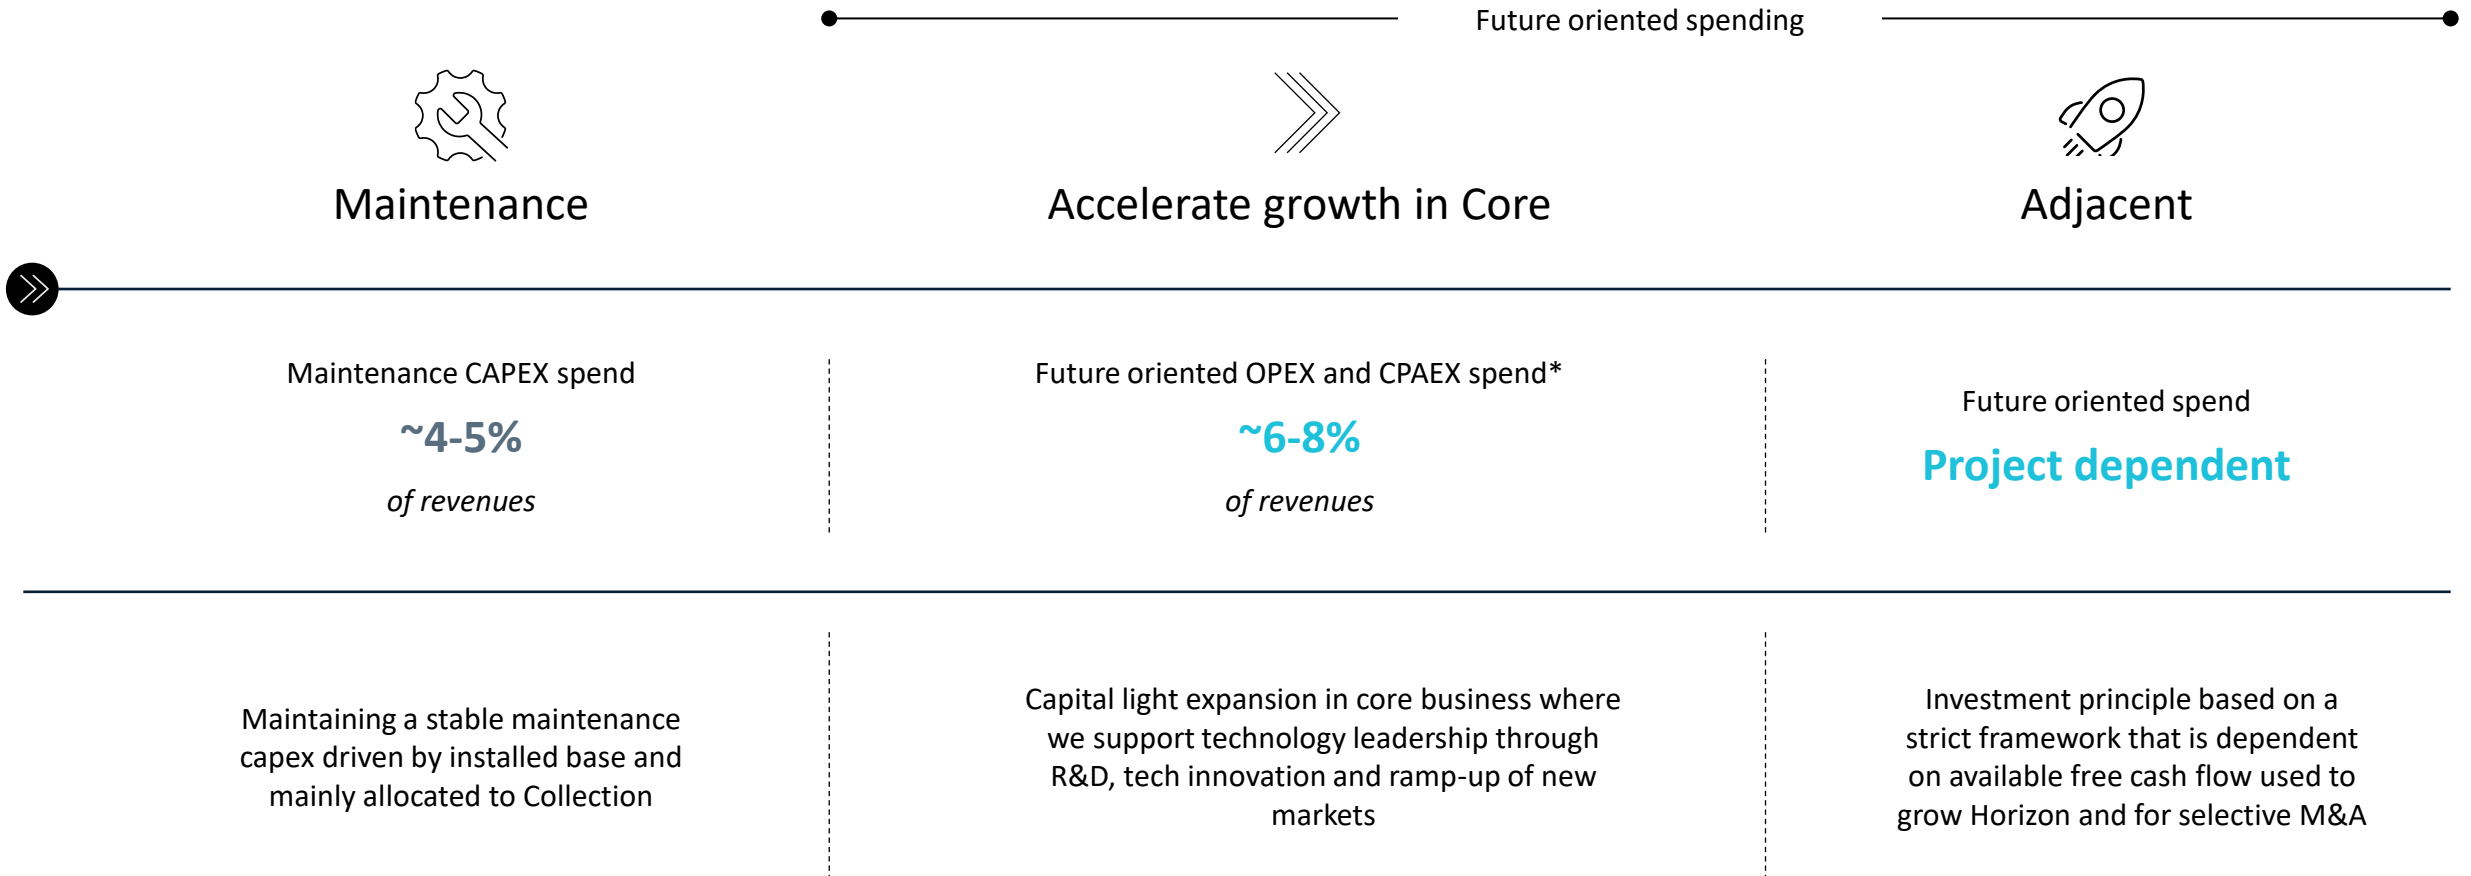 Future oriented spending
Maintenance
Accelerate growth in Core
Adjacent
Maintenance CAPEX spend
~4-5%
of revenues
Future oriented OPEX and CPAEX spend*
~6-8%
of revenues
Future oriented spend
Project dependent
Maintaining a stable maintenance
capex driven by installed base and
mainly allocated to Collection
Capital light expansion in core business where
we support technology leadership through
R&D, tech innovation and ramp-up of new
markets
Investment principle based on a
strict framework that is dependent
on available free cash flow used to
grow Horizon and for selective M&A